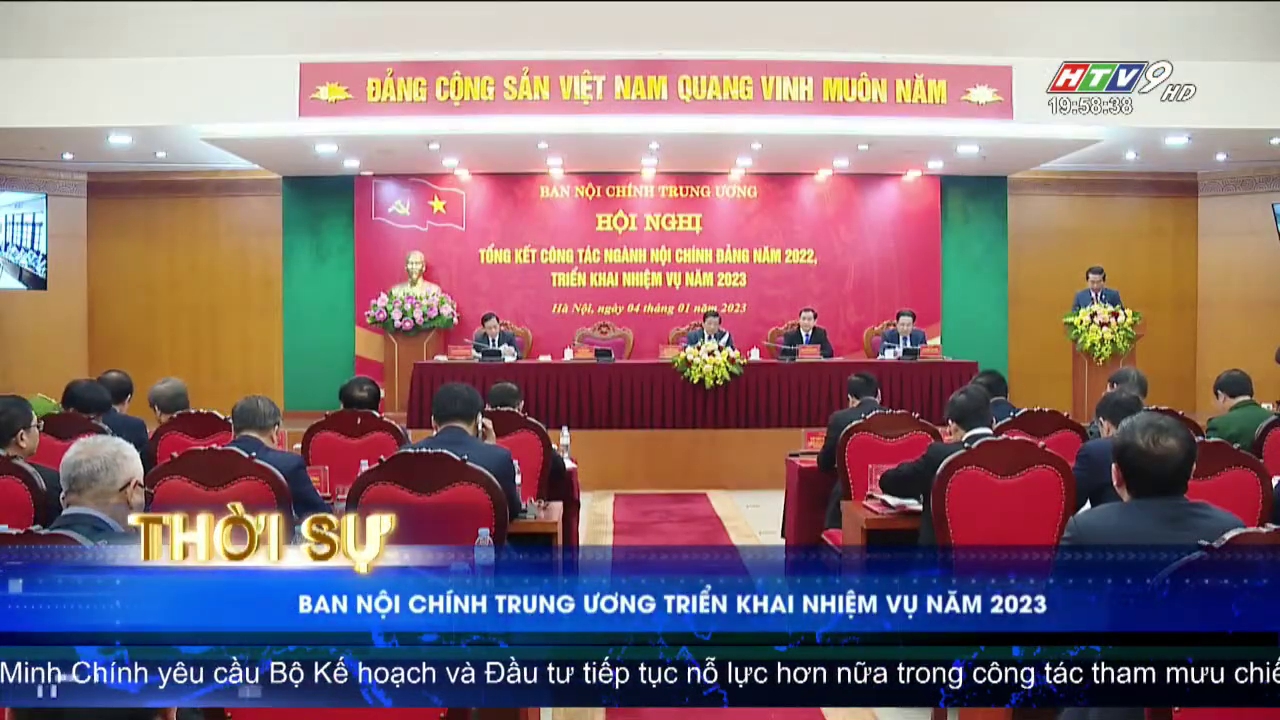 ĐẢNG CỘNG SẢN VIỆT NAM QUANG VINH MUÔN NĂM
HTV9 HD
19:58:38
BAN NỘI CHÍNH TRUNG ƯƠNG
HỘI NGHỊ
TỔNG KẾT CÔNG TÁC NGÀNH NỘI CHÍNH ĐẢNG NĂM 2022,
TRIỂN KHAI NHIỆM VỤ NĂM 2023
Hà Nội, ngày 04 tháng 01 năm 2023
THỜI SỰ
BAN NỘI CHÍNH TRUNG ƯƠNG TRIỂN KHAI NHIỆM VỤ NĂM 2023
Minh Chính yêu cầu Bộ Kế hoạch và Đầu tư tiếp tục nỗ lực hơn nữa trong công tác tham mưu chiế